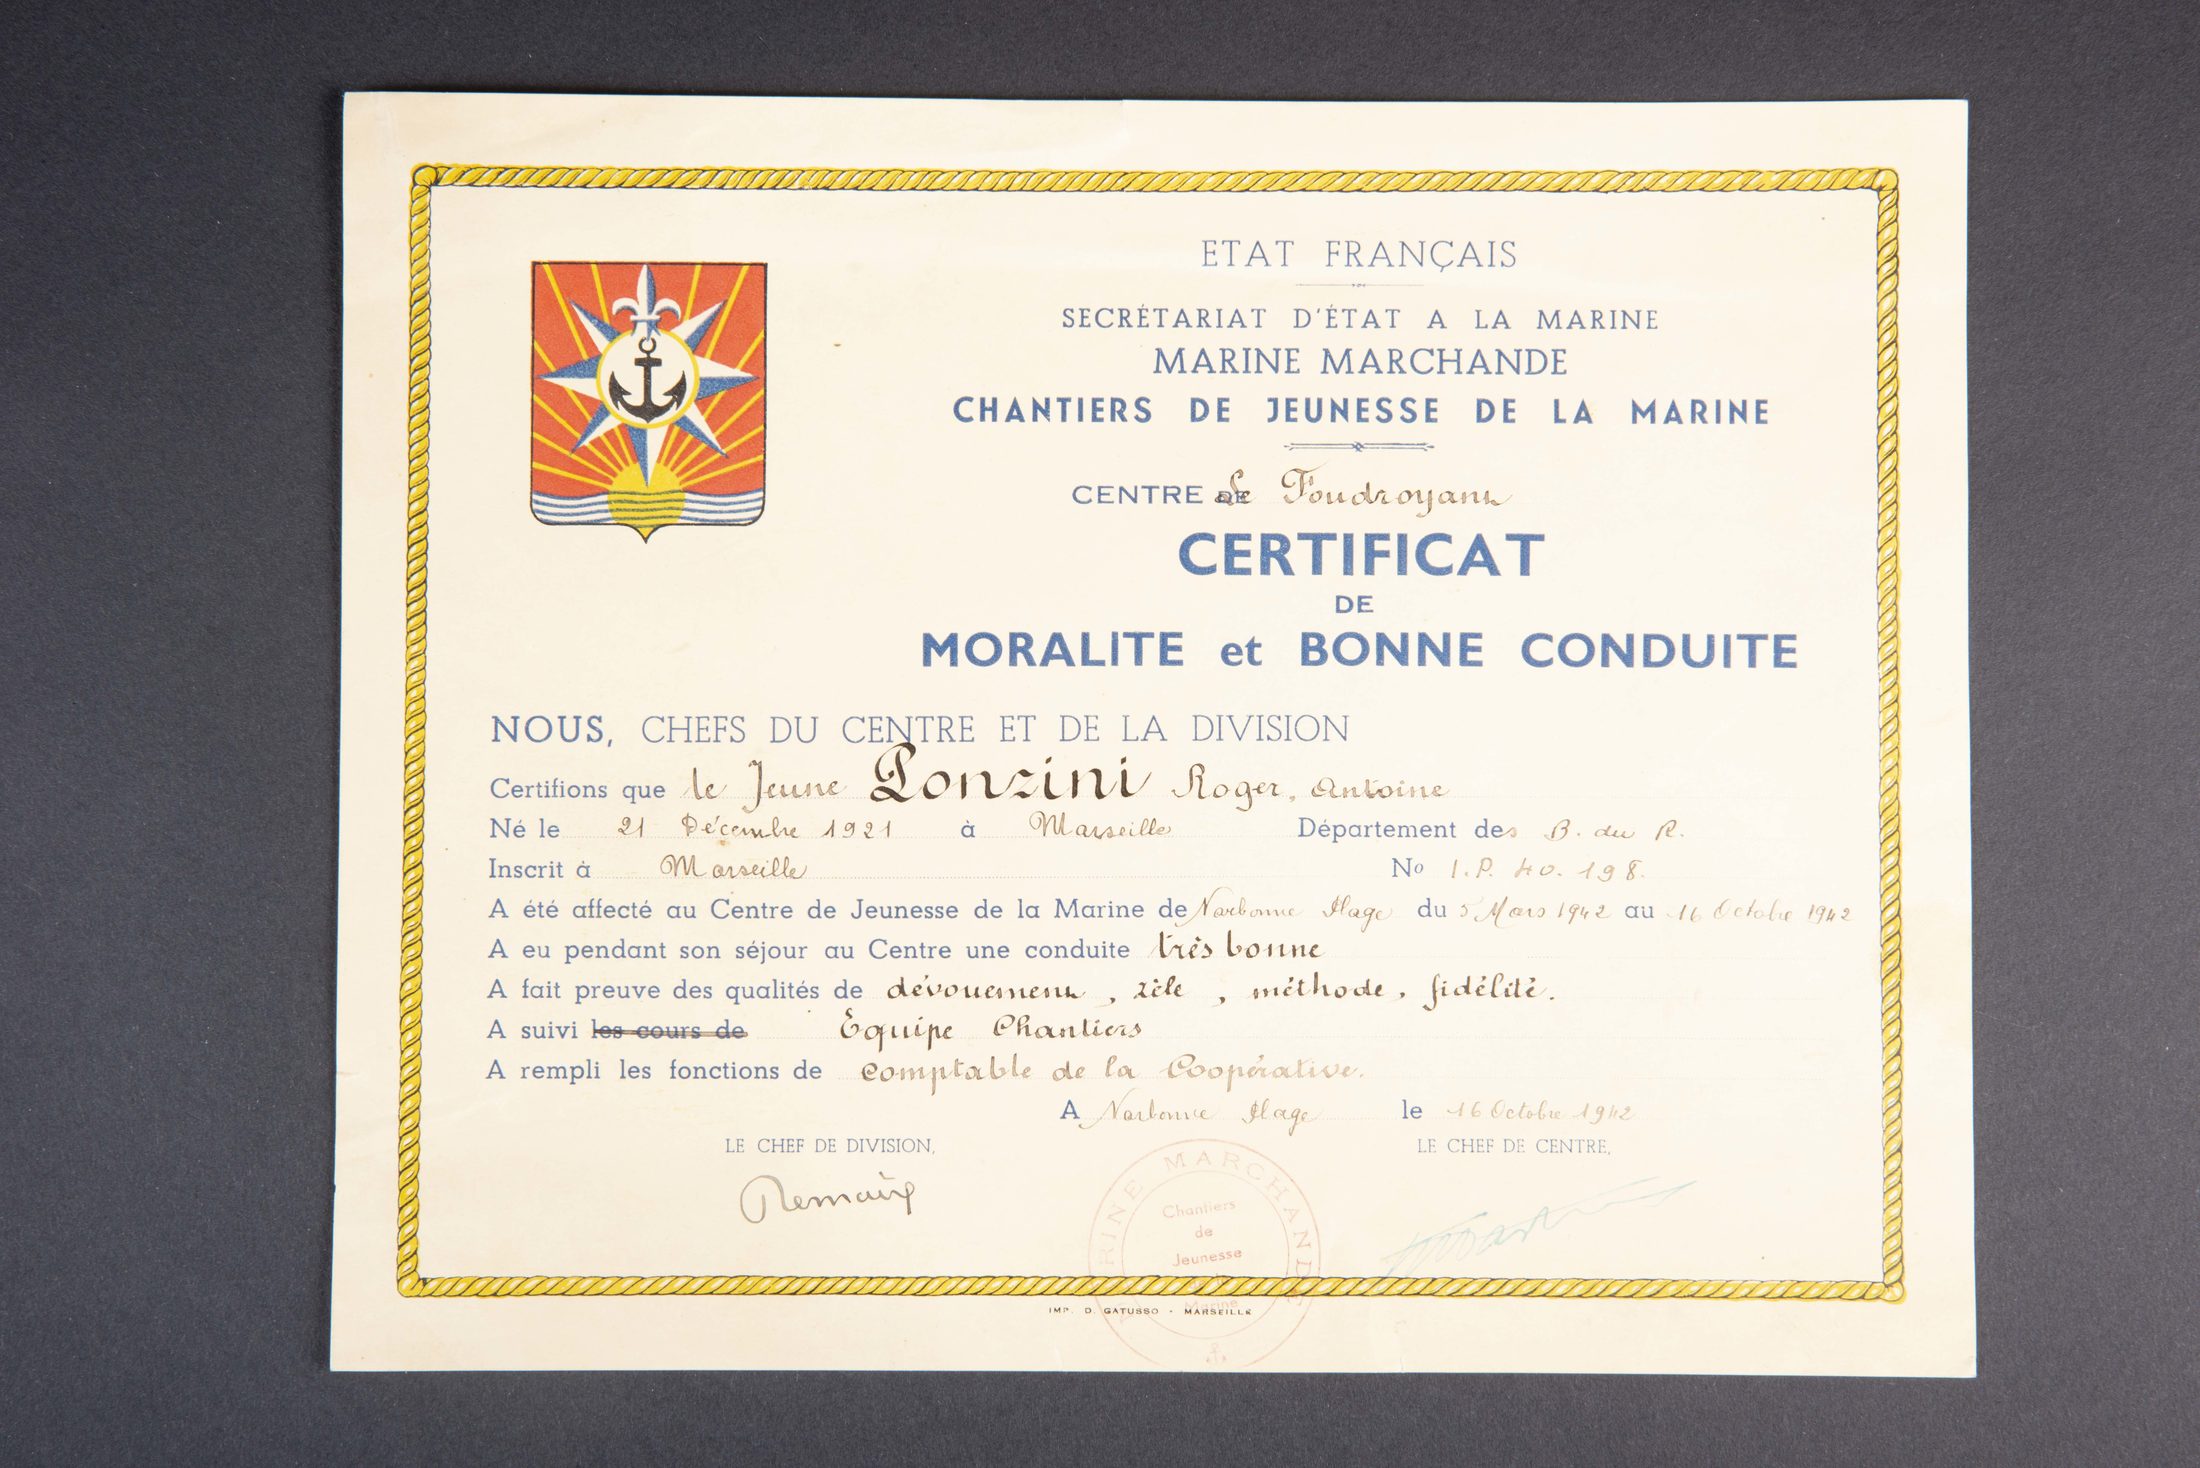 ETAT FRANÇAIS
SECRÉTARIAT D'ÉTAT A LA MARINE
MARINE MARCHANDE
CHANTIERS DE JEUNESSE DE LA MARINE
CENTRE DE Le Foudroyant
CERTIFICAT
DE
MORALITE et BONNE CONDUITE
NOUS, CHEFS DU CENTRE ET DE LA DIVISION
Certifions que le Jeune Ponzini Roger, Antoine
Né le 21 Décembre 1921 à Marseille Département des B. du R.
Inscrit à Marseille No I.P. 40.198.
A été affecté au Centre de Jeunesse de la Marine de Narbonne Plage du 5 Mars 1942 au 16 Octobre 1942
A eu pendant son séjour au Centre une conduite très bonne
A fait preuve des qualités de dévouement, zèle, méthode, fidélité.
A suivi les cours de Equipe Chantiers
A rempli les fonctions de comptable de la Coopérative.
A Narbonne Plage le 16 Octobre 1942
LE CHEF DE DIVISION, LE CHEF DE CENTRE,
MARINE MARCHANDE
Chantiers
de
Jeunesse
Marine
IMP. D. GATUSSO - MARSEILLE